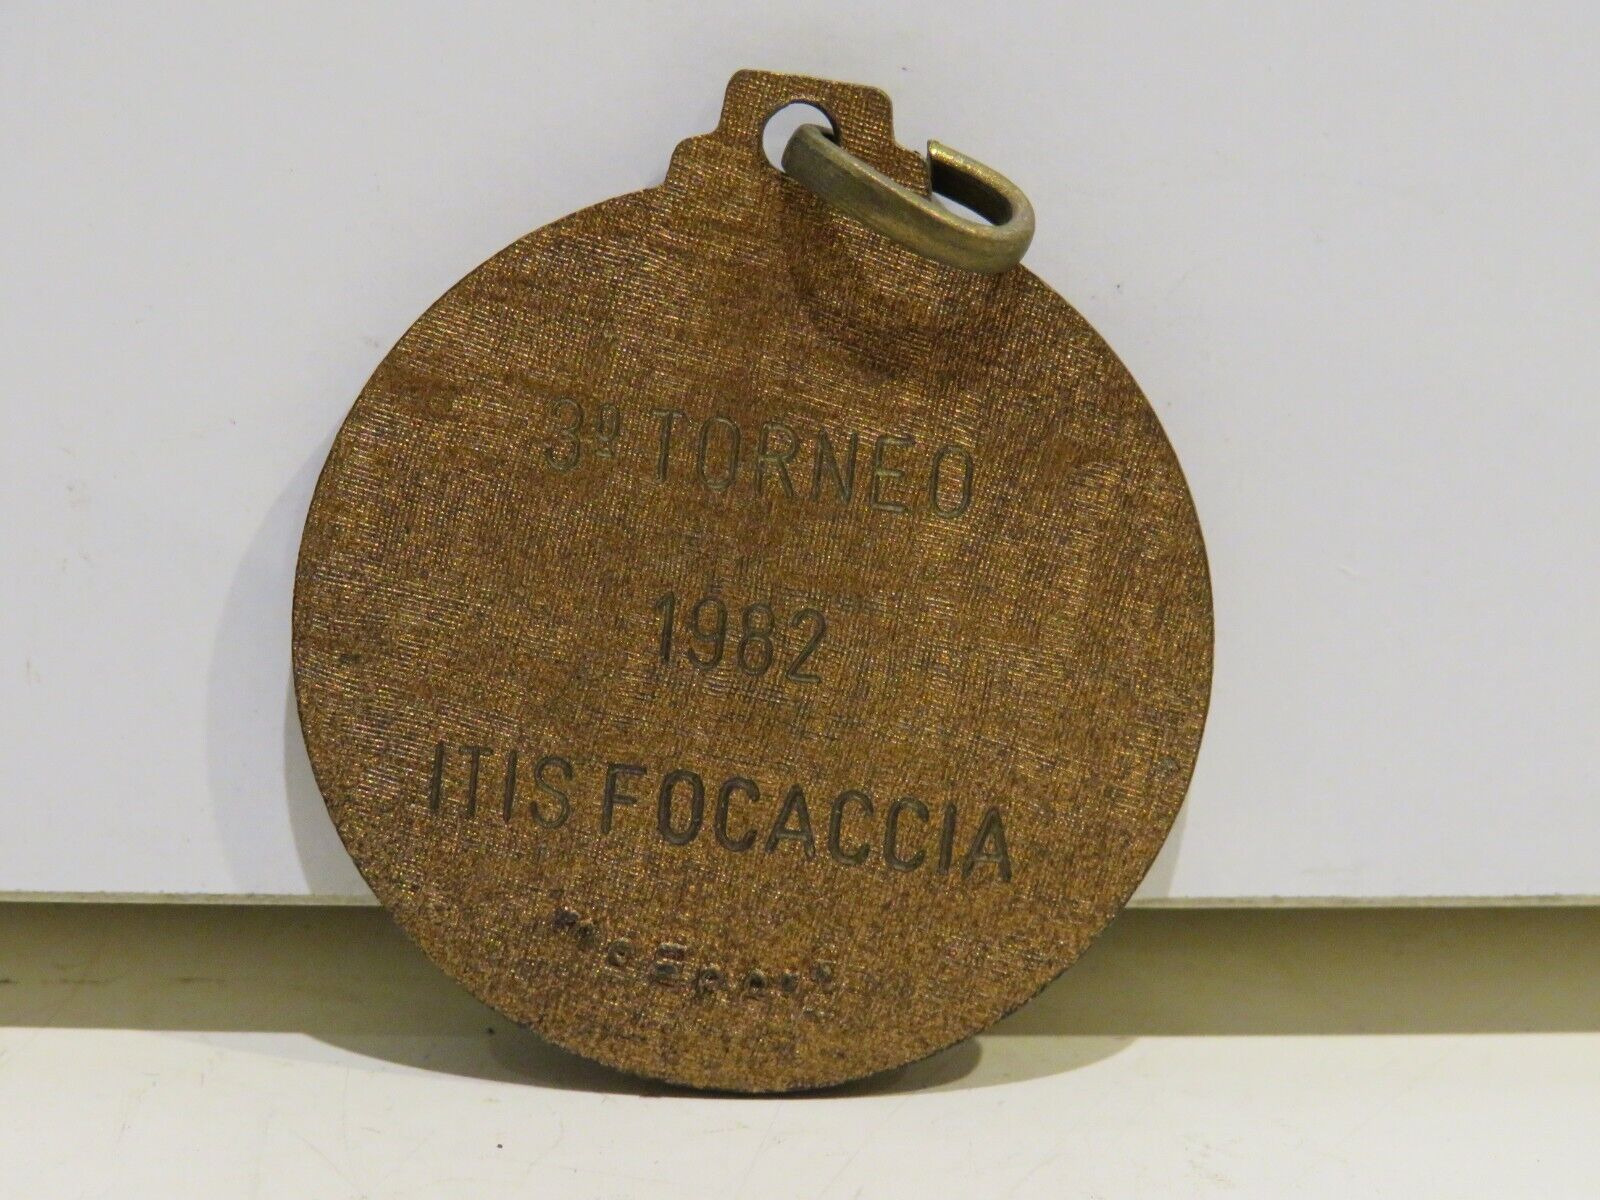 3º TORNEO
1982
ITIS FOCACCIA